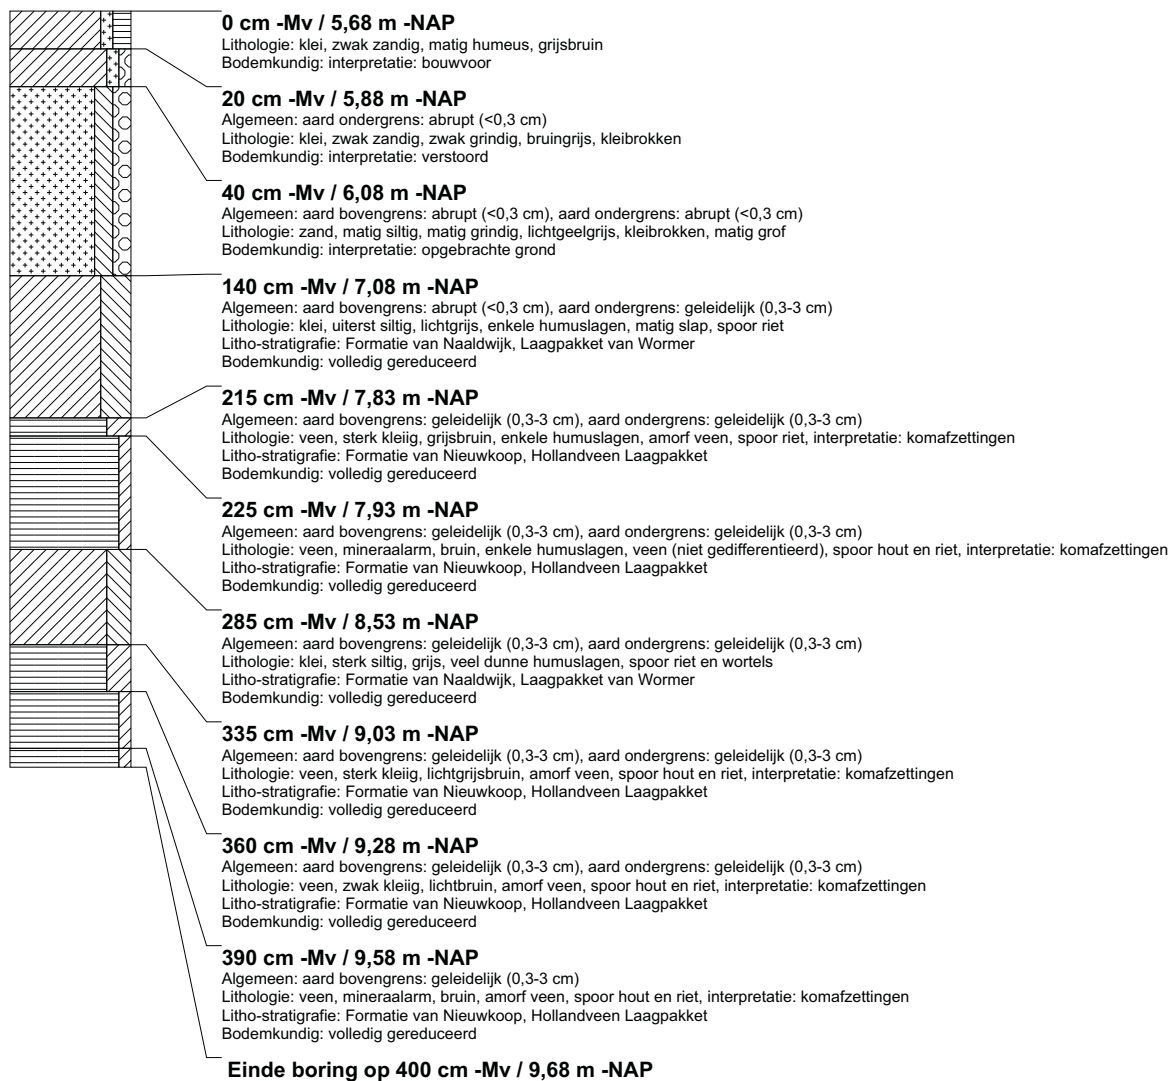 0 cm -Mv / 5,68 m -NAP
Lithologie: klei, zwak zandig, matig humeus, grijsbruin
Bodemkundig: interpretatie: bouwvoor
20 cm -Mv / 5,88 m -NAP
Algemeen: aard ondergrens: abrupt (<0,3 cm)
Lithologie: klei, zwak zandig, zwak grindig, bruingrijs, kleibrokken
Bodemkundig: interpretatie: verstoord
40 cm -Mv / 6,08 m -NAP
Algemeen: aard bovengrens: abrupt (<0,3 cm), aard ondergrens: abrupt (<0,3 cm)
Lithologie: zand, matig siltig, matig grindig, lichtgeelgrijs, kleibrokken, matig grof
Bodemkundig: interpretatie: opgebrachte grond
140 cm -Mv / 7,08 m -NAP
Algemeen: aard bovengrens: abrupt (<0,3 cm), aard ondergrens: geleidelijk (0,3-3 cm)
Lithologie: klei, uiterst siltig, lichtgrijs, enkele humuslagen, matig slap, spoor riet
Litho-stratigrafie: Formatie van Naaldwijk, Laagpakket van Wormer
Bodemkundig: volledig gereduceerd
215 cm -Mv / 7,83 m -NAP
Algemeen: aard bovengrens: geleidelijk (0,3-3 cm), aard ondergrens: geleidelijk (0,3-3 cm)
Lithologie: veen, sterk kleiig, grijsbruin, enkele humuslagen, amorf veen, spoor riet, interpretatie: komafzettingen
Litho-stratigrafie: Formatie van Nieuwkoop, Hollandveen Laagpakket
Bodemkundig: volledig gereduceerd
225 cm -Mv / 7,93 m -NAP
Algemeen: aard bovengrens: geleidelijk (0,3-3 cm), aard ondergrens: geleidelijk (0,3-3 cm)
Lithologie: veen, mineraalarm, bruin, enkele humuslagen, veen (niet gedifferentieerd), spoor hout en riet, interpretatie: komafzettingen
Litho-stratigrafie: Formatie van Nieuwkoop, Hollandveen Laagpakket
Bodemkundig: volledig gereduceerd
285 cm -Mv / 8,53 m -NAP
Algemeen: aard bovengrens: geleidelijk (0,3-3 cm), aard ondergrens: geleidelijk (0,3-3 cm)
Lithologie: klei, sterk siltig, grijs, veel dunne humuslagen, spoor riet en wortels
Litho-stratigrafie: Formatie van Naaldwijk, Laagpakket van Wormer
Bodemkundig: volledig gereduceerd
335 cm -Mv / 9,03 m -NAP
Algemeen: aard bovengrens: geleidelijk (0,3-3 cm), aard ondergrens: geleidelijk (0,3-3 cm)
Lithologie: veen, sterk kleiig, lichtgrijsbruin, amorf veen, spoor hout en riet, interpretatie: komafzettingen
Litho-stratigrafie: Formatie van Nieuwkoop, Hollandveen Laagpakket
Bodemkundig: volledig gereduceerd
360 cm -Mv / 9,28 m -NAP
Algemeen: aard bovengrens: geleidelijk (0,3-3 cm), aard ondergrens: geleidelijk (0,3-3 cm)
Lithologie: veen, zwak kleiig, lichtbruin, amorf veen, spoor hout en riet, interpretatie: komafzettingen
Litho-stratigrafie: Formatie van Nieuwkoop, Hollandveen Laagpakket
Bodemkundig: volledig gereduceerd
390 cm -Mv / 9,58 m -NAP
Algemeen: aard bovengrens: geleidelijk (0,3-3 cm)
Lithologie: veen, mineraalarm, bruin, amorf veen, spoor hout en riet, interpretatie: komafzettingen
Litho-stratigrafie: Formatie van Nieuwkoop, Hollandveen Laagpakket
Bodemkundig: volledig gereduceerd
Einde boring op 400 cm -Mv / 9,68 m -NAP